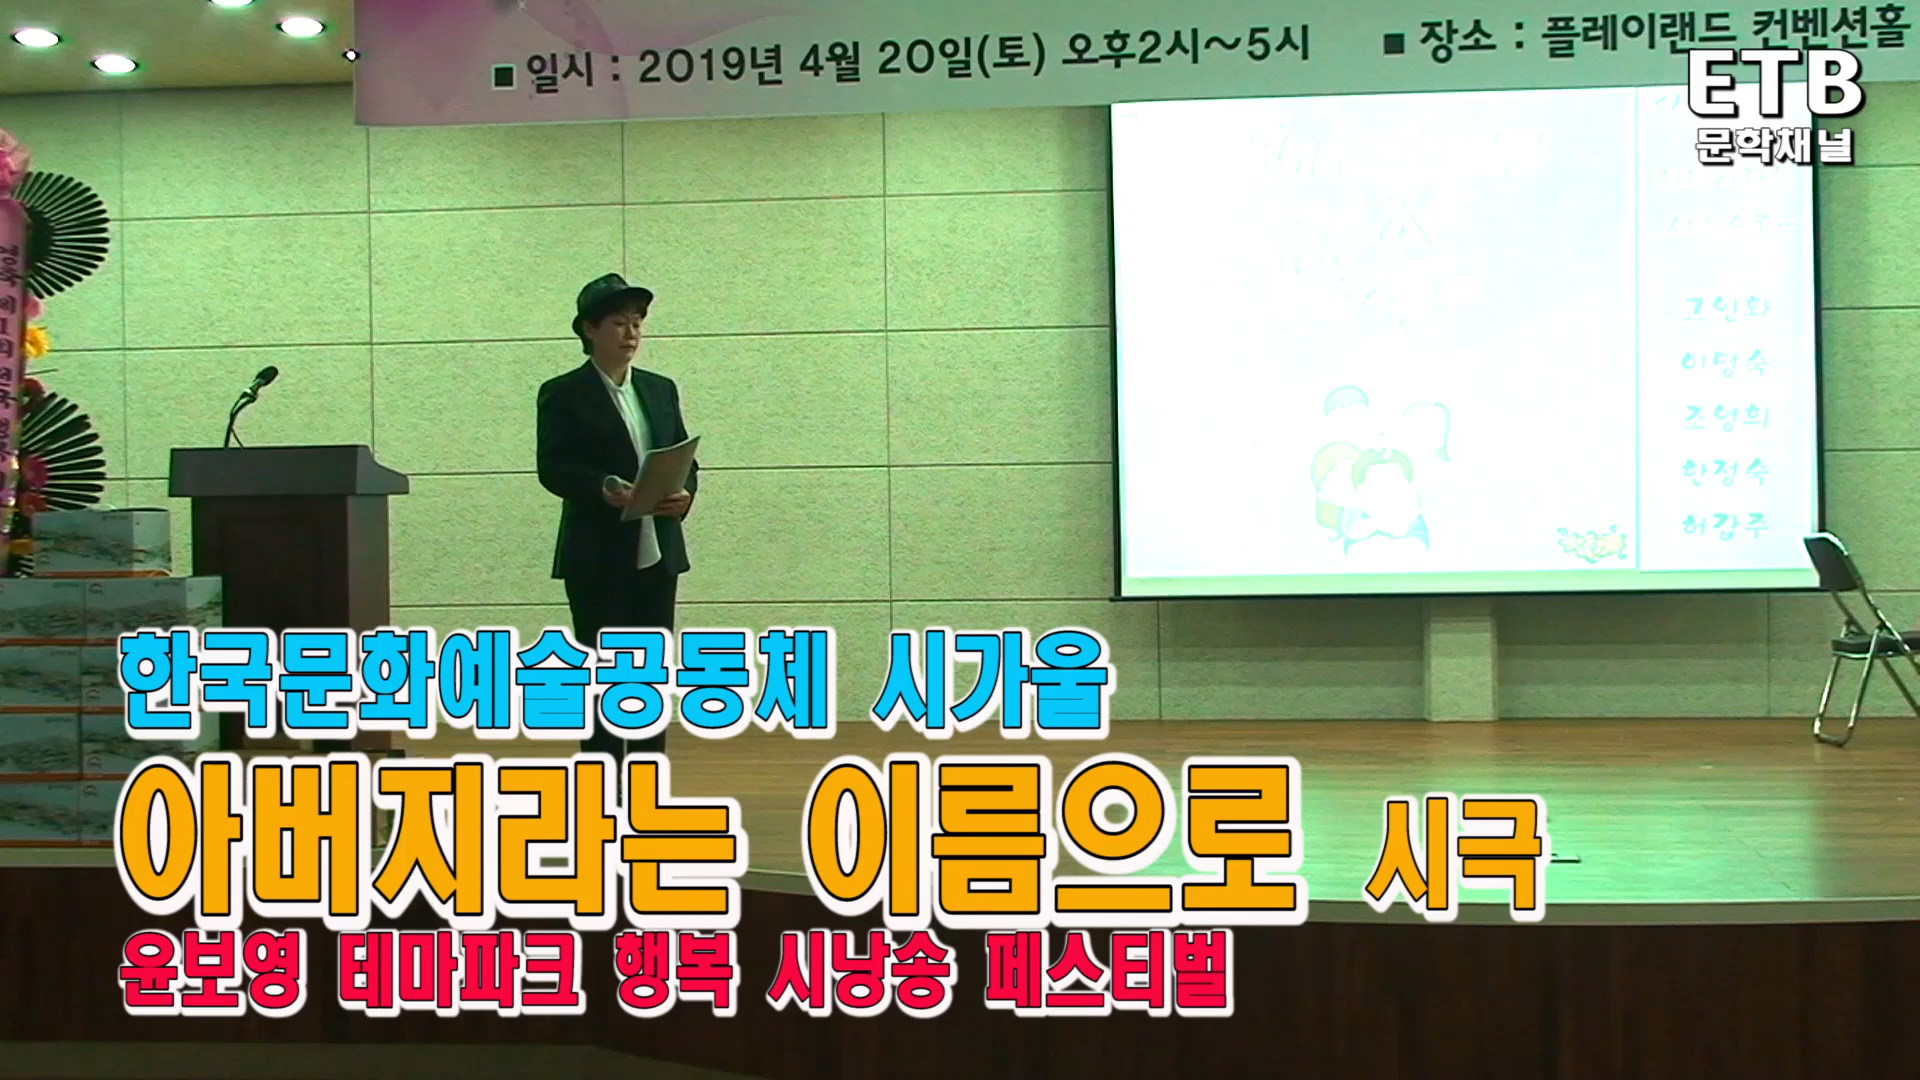 ■ 일시 : 2019년 4월 20일(토) 오후2시~5시 ■ 장소 : 플레이랜드 컨벤션홀
ETB
문학채널
고인화
이명숙
조영희
한정숙
허갑주
한국문화예술공동체 시가울
아버지라는 이름으로 시극
윤보영 테마파크 행복 시낭송 페스티벌